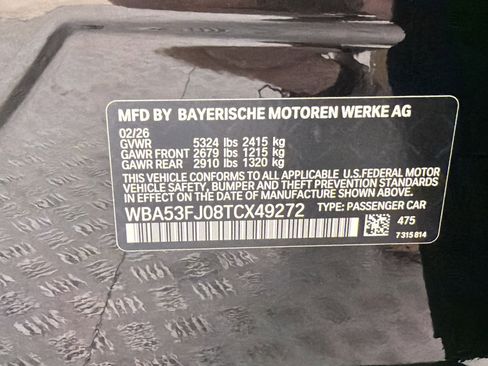 MFD BY BAYERISCHE MOTOREN WERKE AG
02/26
GVWR 5324 lbs 2415 kg
GAWR FRONT 2679 lbs 1215 kg
GAWR REAR 2910 lbs 1320 kg
THIS VEHICLE CONFORMS TO ALL APPLICABLE U.S.FEDERAL MOTOR
VEHICLE SAFETY, BUMPER AND THEFT PREVENTION STANDARDS
IN EFFECT ON THE DATE OF MANUFACTURE SHOWN ABOVE.
WBA53FJ08TCX49272 TYPE: PASSENGER CAR
475
7 315 814